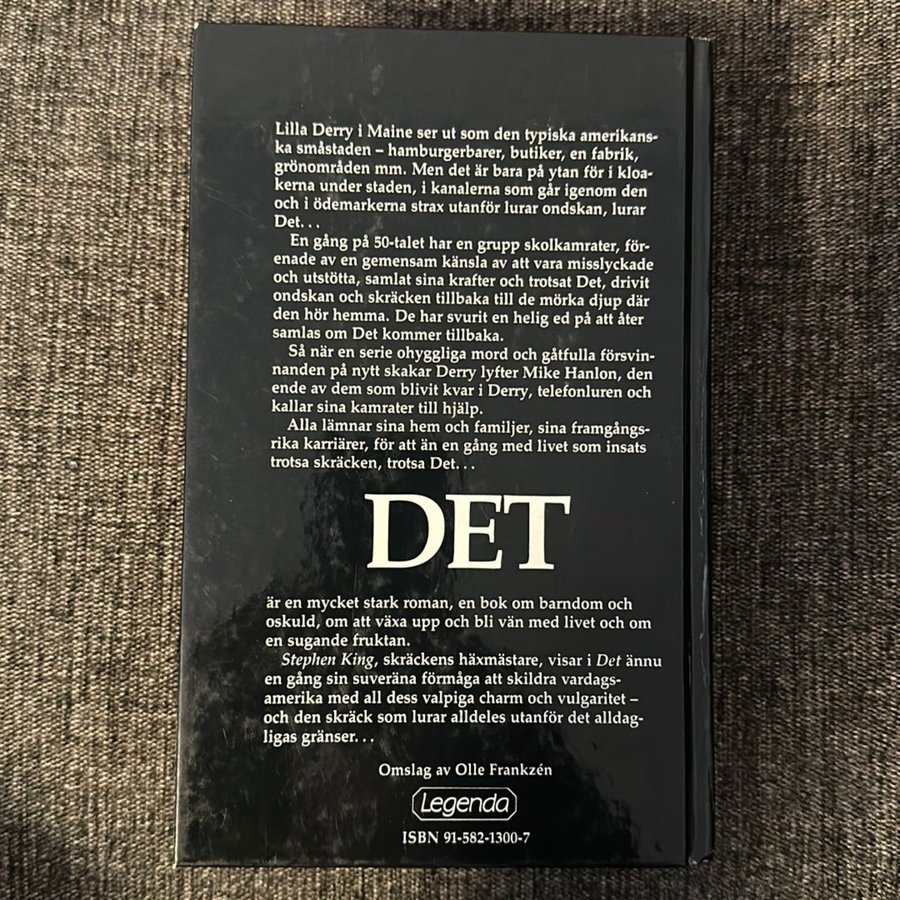 Lilla Derry i Maine ser ut som den typiska amerikans-
ka småstaden – hamburgerbarer, butiker, en fabrik,
grönområden mm. Men det är bara på ytan för i kloa-
kerna under staden, i kanalerna som går igenom den
och i ödemarkerna strax utanför lurar ondskan, lurar
Det...
En gång på 50-talet har en grupp skolkamrater, för-
enade av en gemensam känsla av att vara misslyckade
och utstötta, samlat sina krafter och trotsat Det, drivit
ondskan och skräcken tillbaka till de mörka djup där
den hör hemma. De har svurit en helig ed på att åter
samlas om Det kommer tillbaka.
Så när en serie ohyggliga mord och gåtfulla försvin-
nanden på nytt skakar Derry lyfter Mike Hanlon, den
ende av dem som blivit kvar i Derry, telefonluren och
kallar sina kamrater till hjälp.
Alla lämnar sina hem och familjer, sina framgångs-
rika karriärer, för att än en gång med livet som insats
trotsa skräcken, trotsa Det...
DET
är en mycket stark roman, en bok om barndom och
oskuld, om att växa upp och bli vän med livet och om
en sugande fruktan.
Stephen King, skräckens häxmästare, visar i Det ännu
en gång sin suveräna förmåga att skildra vardags-
amerika med all dess valpiga charm och vulgaritet –
och den skräck som lurar alldeles utanför det alldag-
ligas gränser...
Omslag av Olle Frankzén
Legenda
ISBN 91-582-1300-7